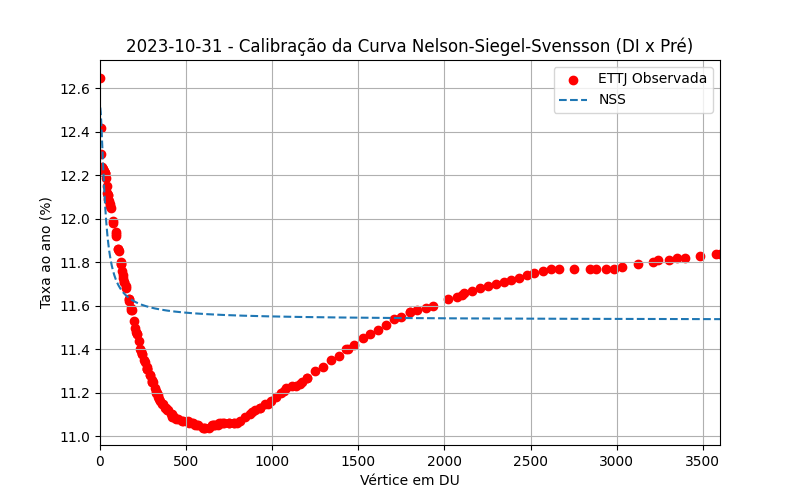 2023-10-31 - Calibração da Curva Nelson-Siegel-Svensson (DI x Pré)
ETTJ Observada
NSS
Taxa ao ano (%)
12.6
12.4
12.2
12.0
11.8
11.6
11.4
11.2
11.0
0 500 1000 1500 2000 2500 3000 3500
Vértice em DU